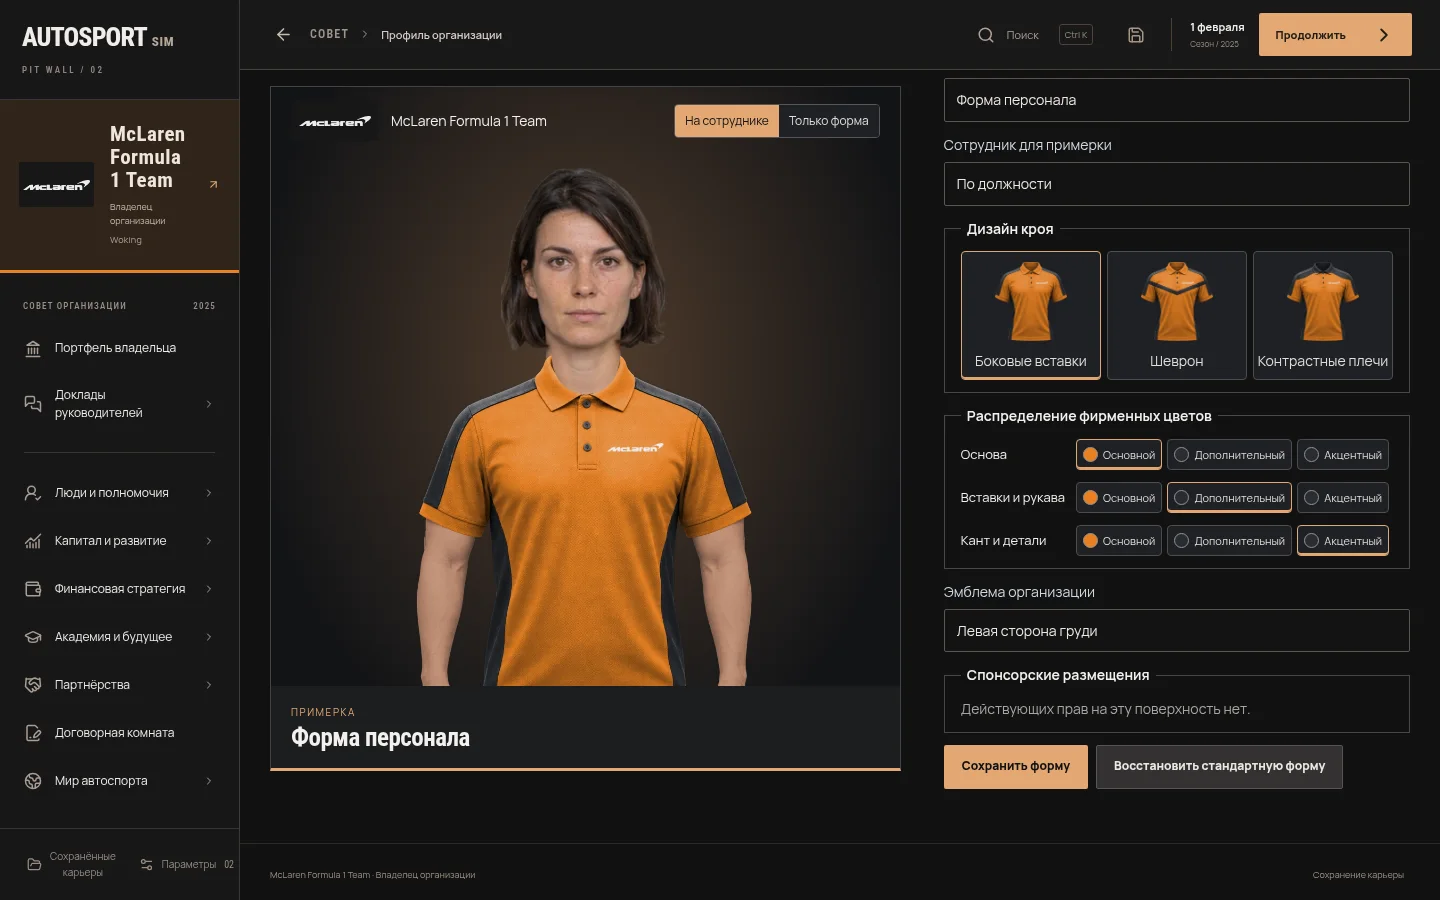 AUTOSPORT SIM
PIT WALL / 02
McLaren
McLaren
Formula
1 Team
Владелец
организации
Woking
СОВЕТ ОРГАНИЗАЦИИ 2025
Портфель владельца
Доклады
руководителей
Люди и полномочия
Капитал и развитие
Финансовая стратегия
Академия и будущее
Партнёрства
Договорная комната
Мир автоспорта
Сохранённые
карьеры
Параметры 02
СОВЕТ
Профиль организации
Поиск Ctrl K
1 февраля
Сезон / 2025
Продолжить
McLaren
McLaren Formula 1 Team
На сотруднике Только форма
McLaren
ПРИМЕРКА
Форма персонала
Форма персонала
Сотрудник для примерки
По должности
Дизайн кроя
Боковые вставки Шеврон Контрастные плечи
Распределение фирменных цветов
Основа Основной Дополнительный Акцентный
Вставки и рукава Основной Дополнительный Акцентный
Кант и детали Основной Дополнительный Акцентный
Эмблема организации
Левая сторона груди
Спонсорские размещения
Действующих прав на эту поверхность нет.
Сохранить форму Восстановить стандартную форму
McLaren Formula 1 Team · Владелец организации
Сохранение карьеры